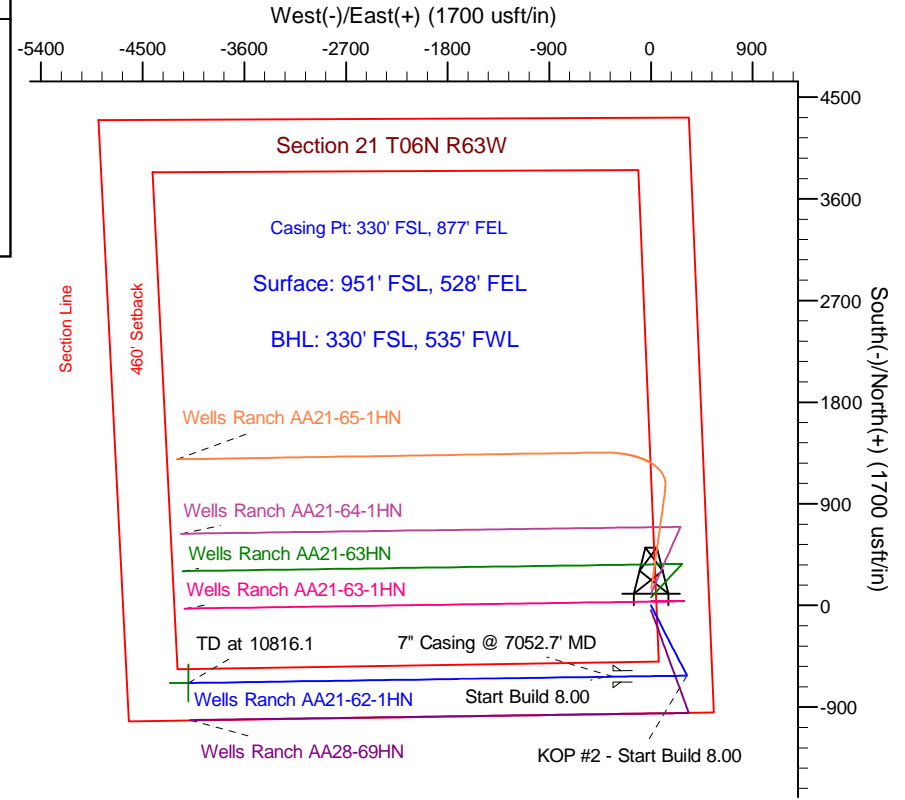 West(-)/East(+) (1700 usft/in)
-5400 -4500 -3600 -2700 -1800 -900 0 900
4500
Section 21 T06N R63W
3600
Casing Pt: 330' FSL, 877' FEL
Surface: 951' FSL, 528' FEL
2700
BHL: 330' FSL, 535' FWL
Section Line
460' Setback
South(-)/North(+) (1700 usft/in)
1800
Wells Ranch AA21-65-1HN
900
Wells Ranch AA21-64-1HN
Wells Ranch AA21-63HN
Wells Ranch AA21-63-1HN
0
TD at 10816.1
7" Casing @ 7052.7' MD
Wells Ranch AA21-62-1HN
Start Build 8.00
-900
Wells Ranch AA28-69HN
KOP #2 - Start Build 8.00